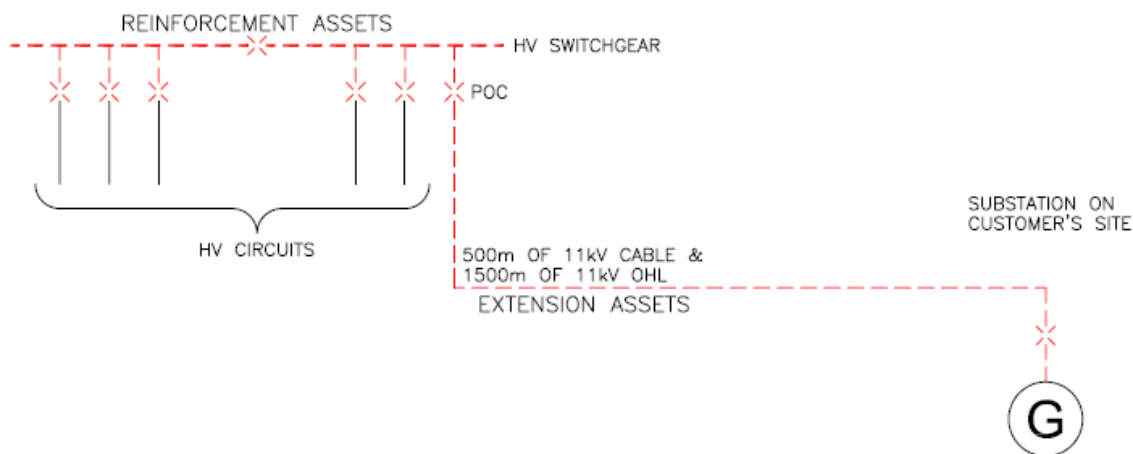 REINFORCEMENT ASSETS
HV SWITCHGEAR
POC
HV CIRCUITS
SUBSTATION ON
CUSTOMER'S SITE
500m OF 11kV CABLE &
1500m OF 11kV OHL
EXTENSION ASSETS
G